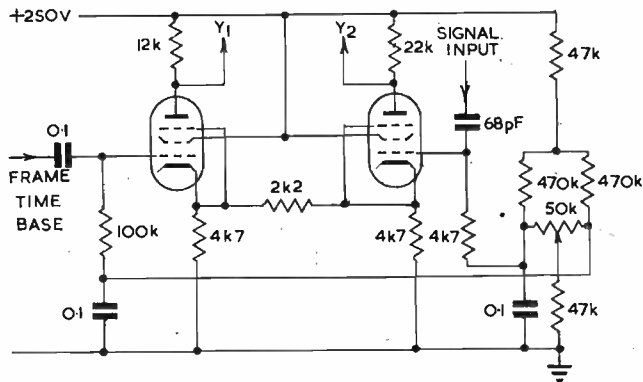 +250V
12k
Y1
Y2
22k
SIGNAL
INPUT
47k
0.1
68pF
FRAME
TIME
BASE
2k2
470k
470k
50k
100k
4k7
4k7
4k7
0.1
0.1
47k